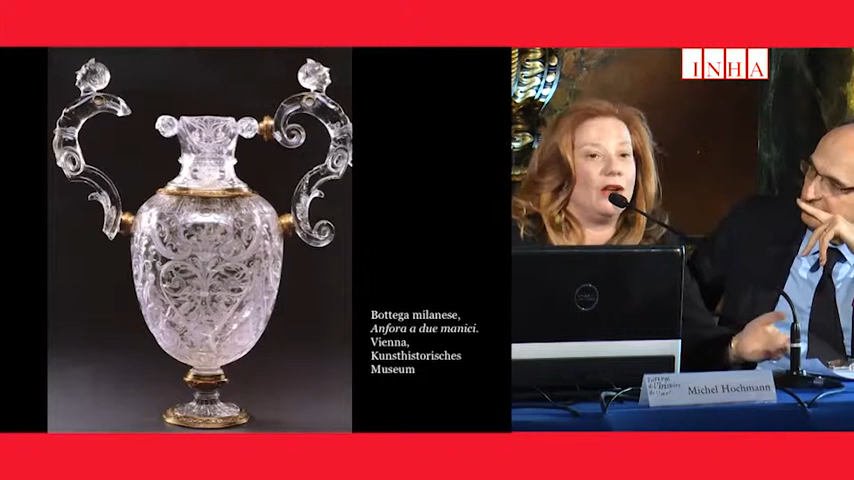 INHA
Bottega milanese,
Anfora a due manici.
Vienna,
Kunsthistorisches
Museum
Michel Hochmann